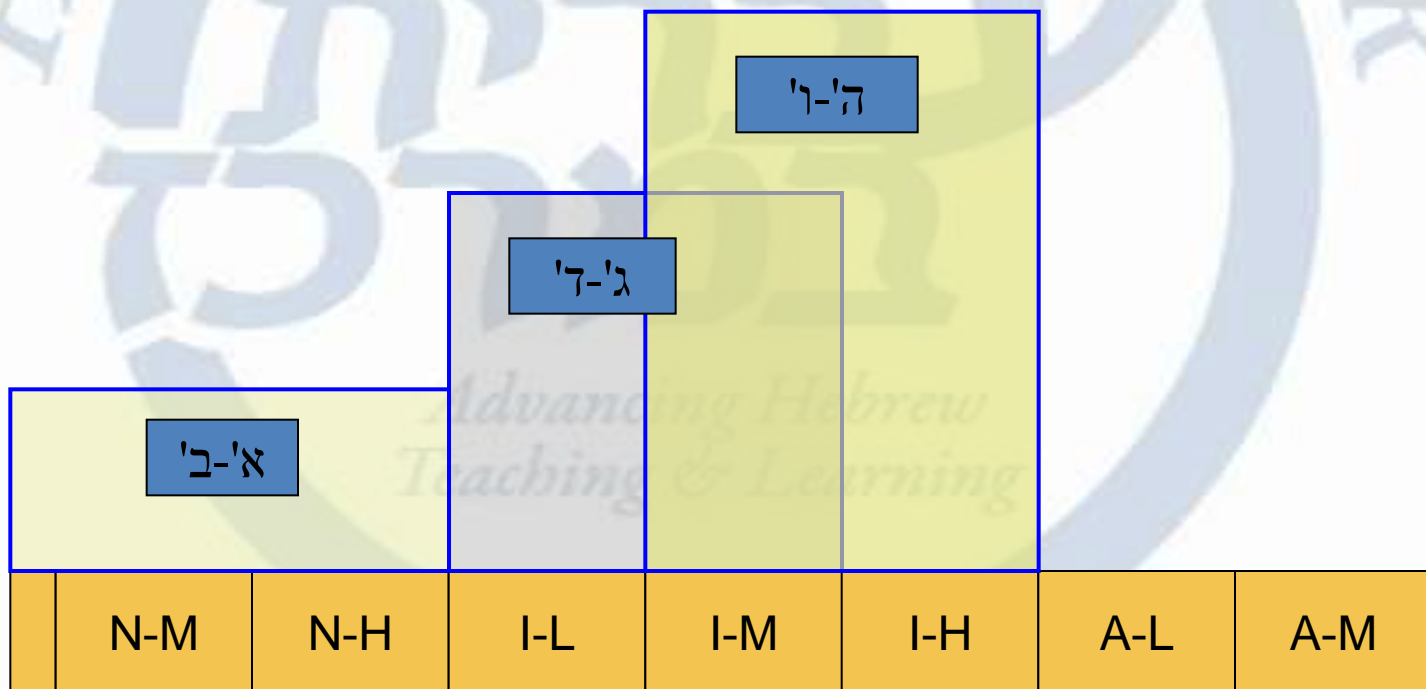 ה'-ו'
ג'-ד'
א'-ב'
Advancing Hebrew
Teaching & Learning
N-M N-H I-L I-M I-H A-L A-M